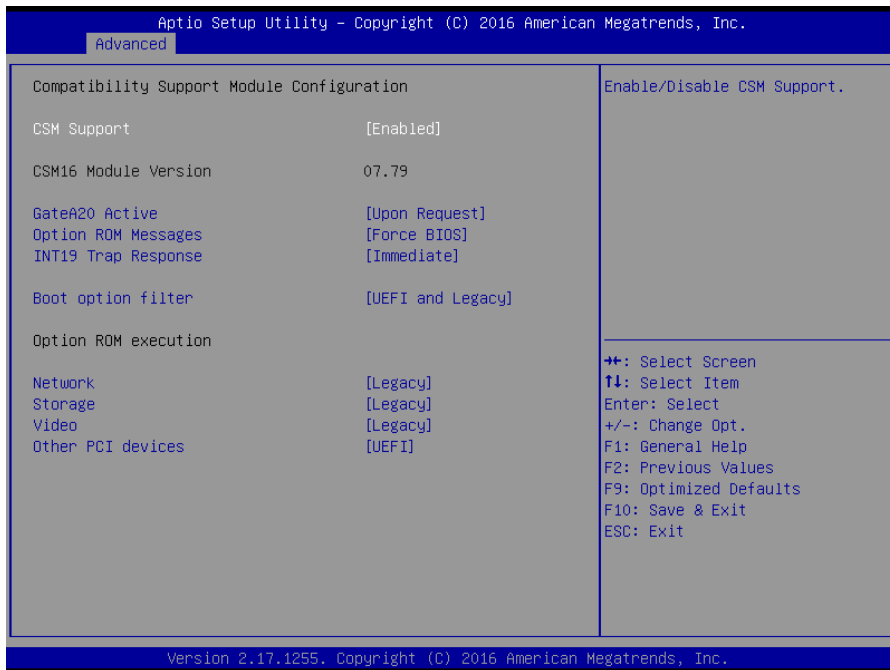 Aptio Setup Utility – Copyright (C) 2016 American Megatrends, Inc.
Advanced
Compatibility Support Module Configuration
Enable/Disable CSM Support.
CSM Support [Enabled]
CSM16 Module Version 07.79
GateA20 Active [Upon Request]
Option ROM Messages [Force BIOS]
INT19 Trap Response [Immediate]
Boot option filter [UEFI and Legacy]
Option ROM execution
Network [Legacy]
Storage [Legacy]
Video [Legacy]
Other PCI devices [UEFI]
→←: Select Screen
↑↓: Select Item
Enter: Select
+/-: Change Opt.
F1: General Help
F2: Previous Values
F9: Optimized Defaults
F10: Save & Exit
ESC: Exit
Version 2.17.1255. Copyright (C) 2016 American Megatrends, Inc.